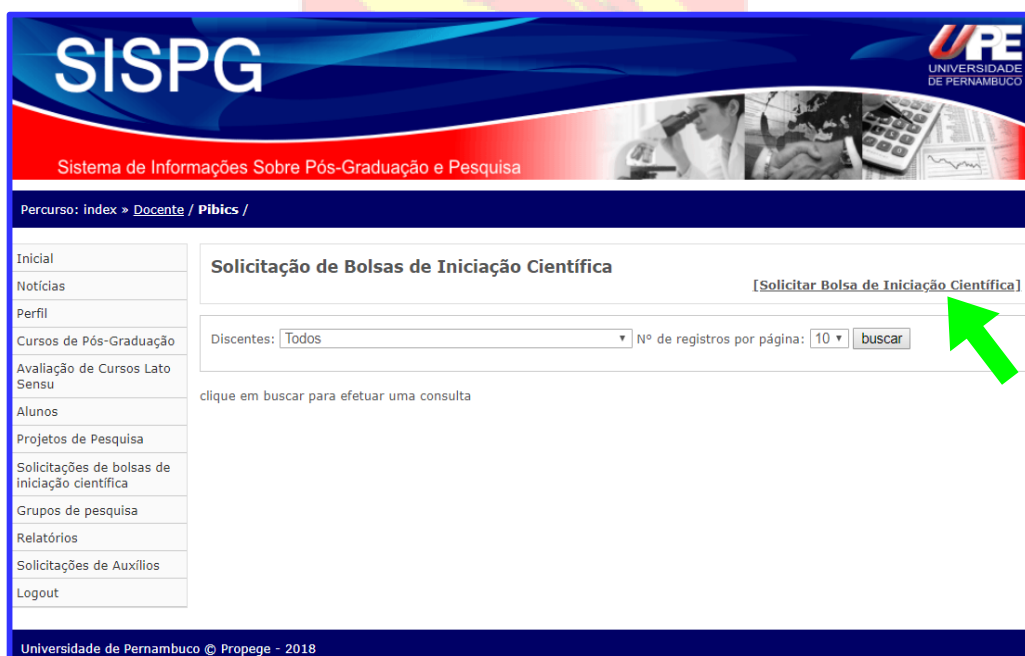 SISPG
UPE
UNIVERSIDADE
DE PERNAMBUCO
Sistema de Informações Sobre Pós-Graduação e Pesquisa
Percurso: index » Docente / Pibics /
Inicial
Notícias
Perfil
Cursos de Pós-Graduação
Avaliação de Cursos Lato
Sensu
Alunos
Projetos de Pesquisa
Solicitações de bolsas de
iniciação científica
Grupos de pesquisa
Relatórios
Solicitações de Auxílios
Logout
Solicitação de Bolsas de Iniciação Científica
[Solicitar Bolsa de Iniciação Científica]
Discentes: Todos Nº de registros por página: 10 buscar
clique em buscar para efetuar uma consulta
Universidade de Pernambuco © Propege - 2018